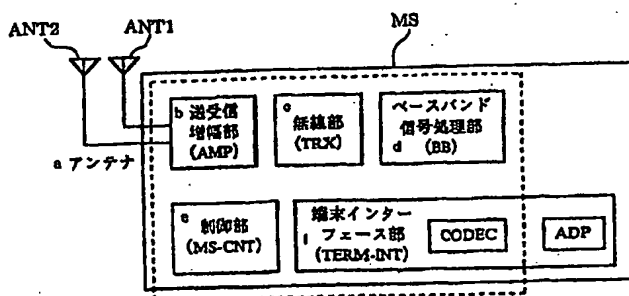 ANT2
ANT1
MS
b 送受信
増幅部
(AMP)
c 無線部
(TRX)
ベースバンド
信号処理部
d (BB)
a アンテナ
e 制御部
(MS-CNT)
端末インター
フェース部
f (TERM-INT)
CODEC
ADP